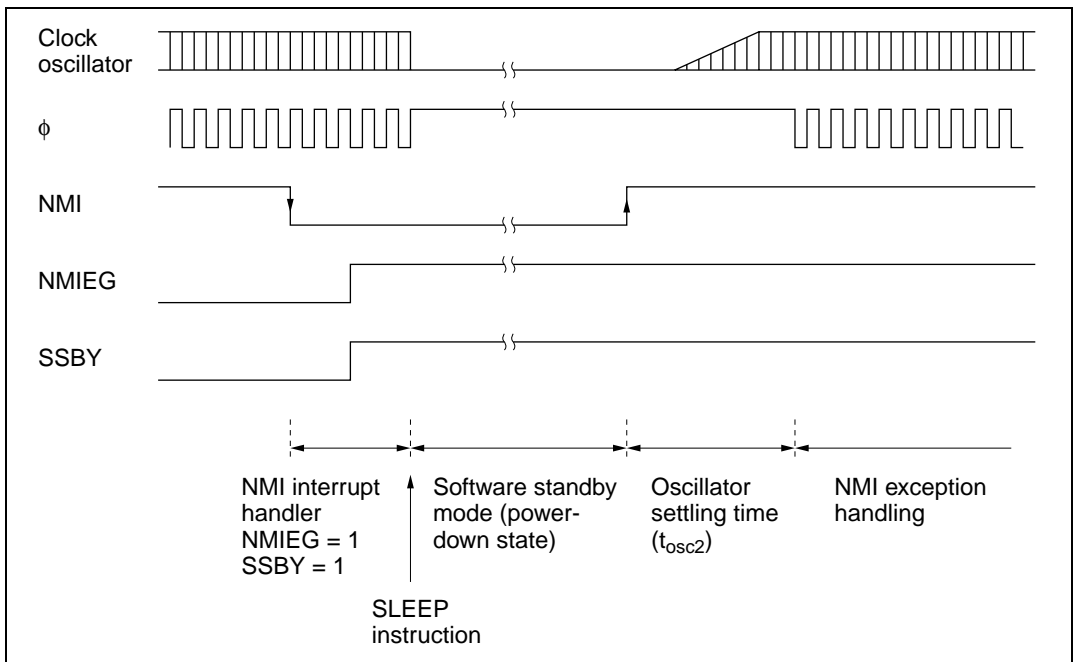 Clock
oscillator
φ
NMI
NMIEG
SSBY
NMI interrupt
handler
NMIEG = 1
SSBY = 1
Software standby
mode (power-
down state)
Oscillator
settling time
(tosc2)
NMI exception
handling
SLEEP
instruction